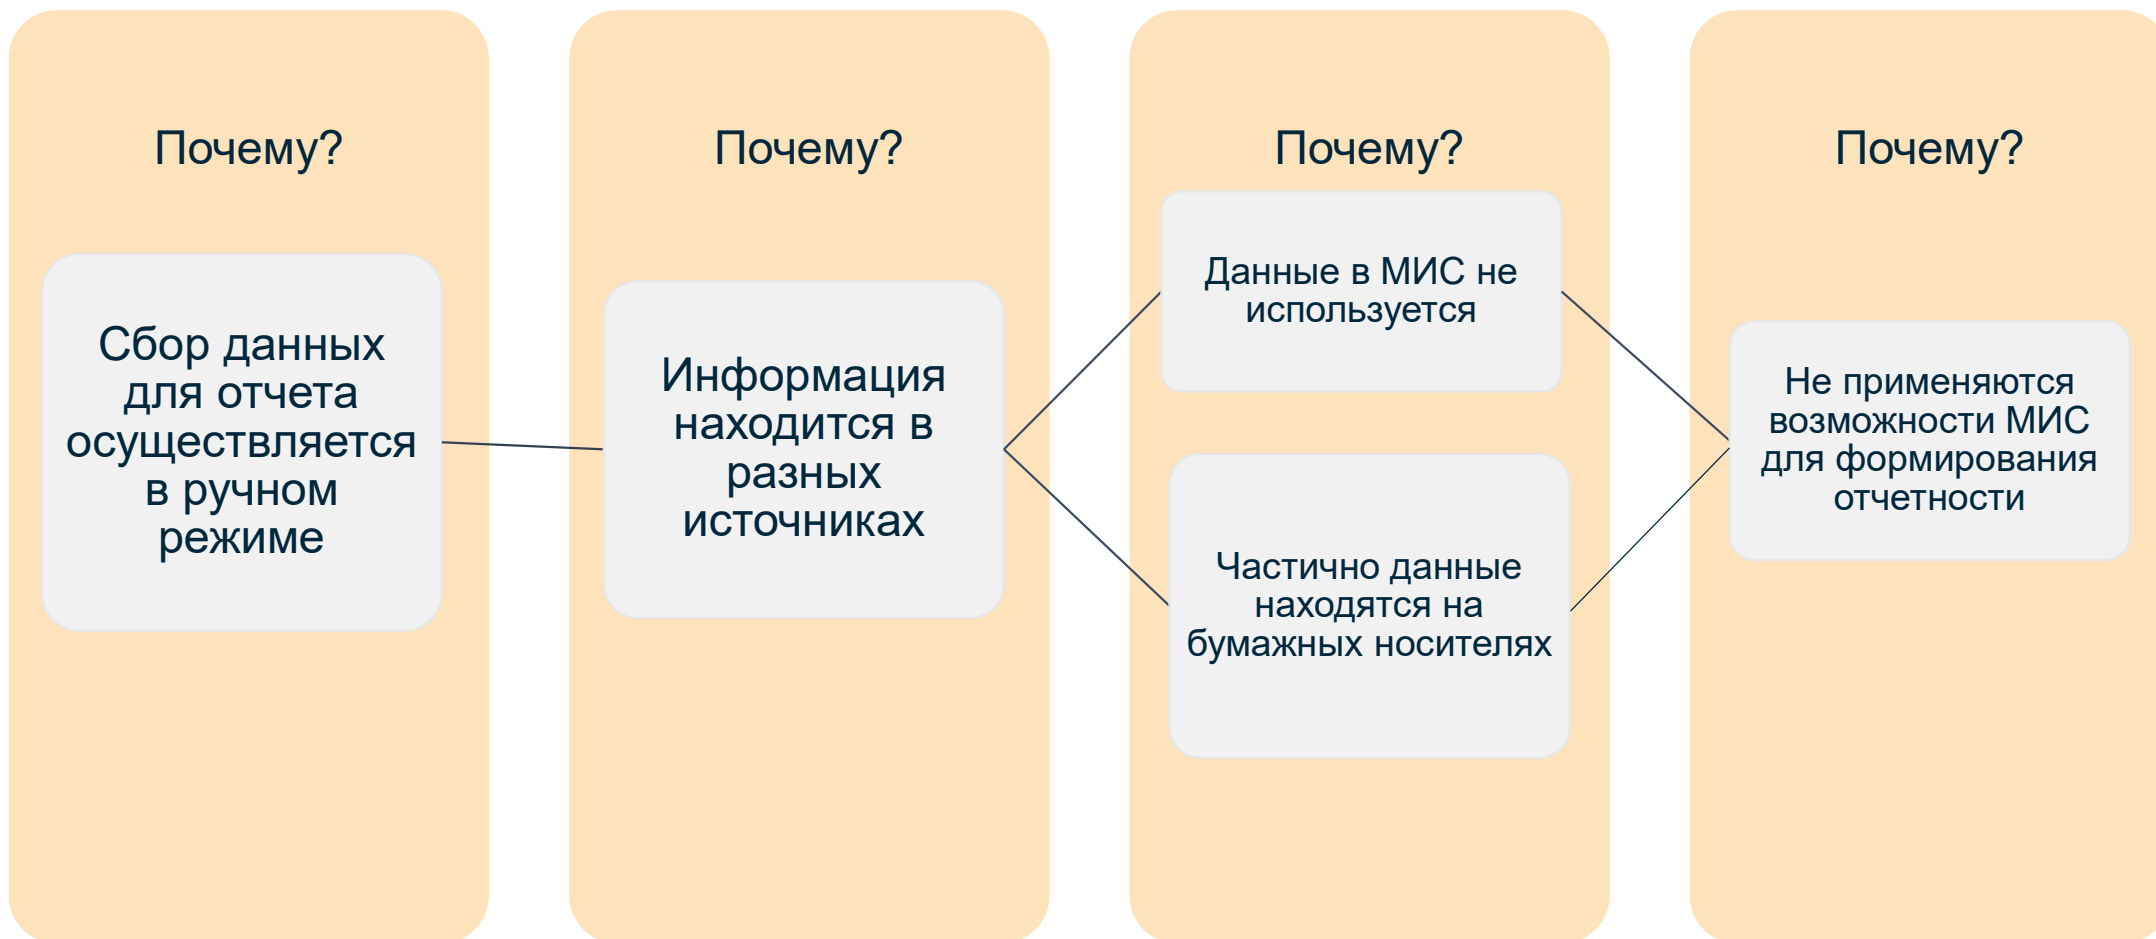 Почему?
Сбор данных
для отчета
осуществляется
в ручном
режиме
Почему?
Информация
находится в
разных
источниках
Почему?
Данные в МИС не
используется
Частично данные
находятся на
бумажных носителях
Почему?
Не применяются
возможности МИС
для формирования
отчетности